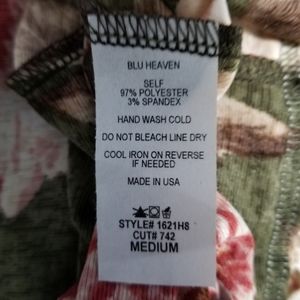 BLU HEAVEN
SELF
97% POLYESTER
3% SPANDEX
HAND WASH COLD
DO NOT BLEACH LINE DRY
COOL IRON ON REVERSE
IF NEEDED
MADE IN USA
STYLE# 1621HS
CUT# 742
MEDIUM